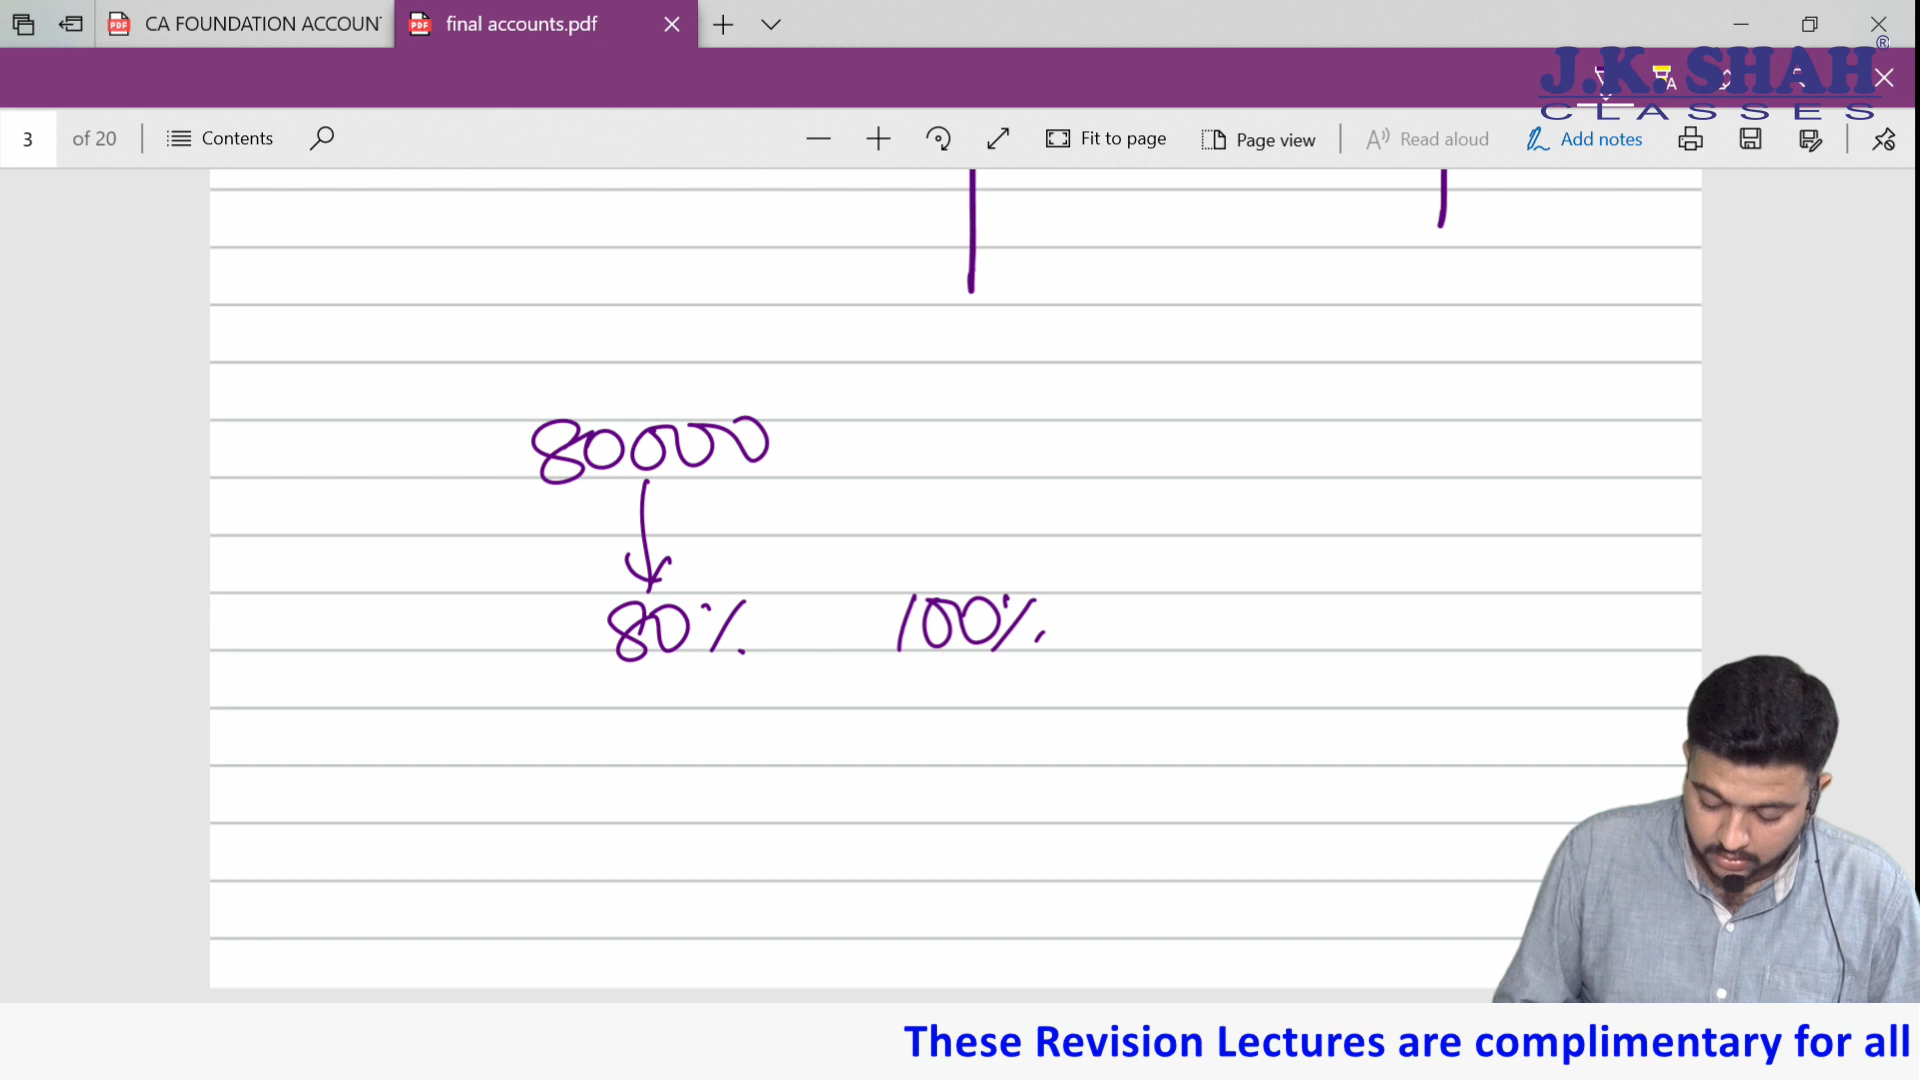 CA FOUNDATION ACCOUN
final accounts.pdf
J.K. SHAH®
CLASSES
3 of 20
Contents
Fit to page
Page view
Read aloud
Add notes
80000
80%
100%
These Revision Lectures are complimentary for all